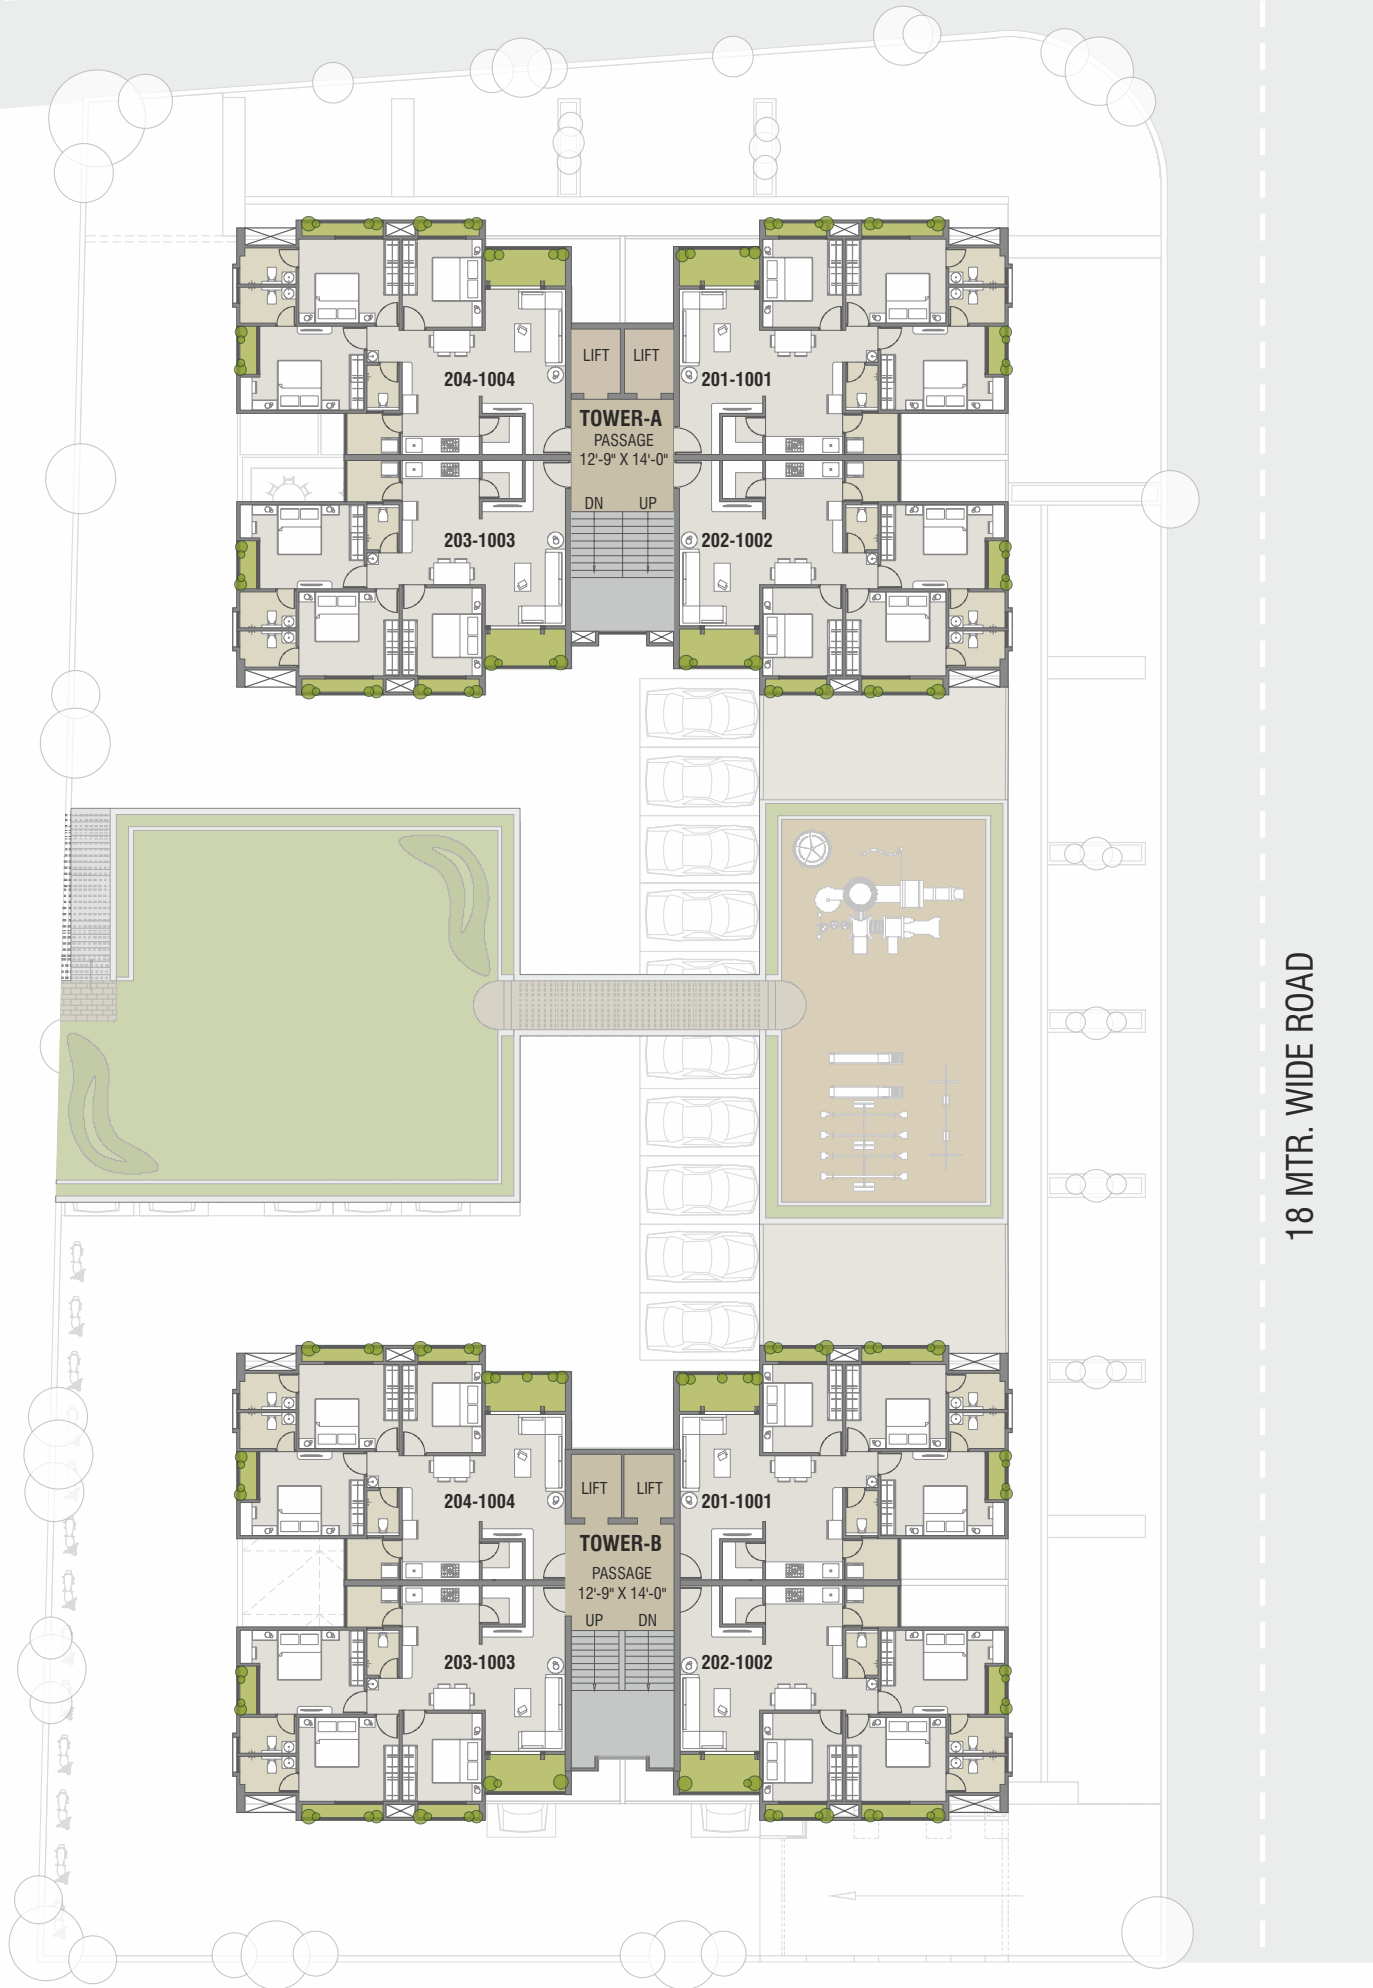 LIFT LIFT
204-1004
201-1001
TOWER-A
PASSAGE
12'-9" X 14'-0"
DN UP
203-1003
202-1002
18 MTR. WIDE ROAD
LIFT LIFT
204-1004
201-1001
TOWER-B
PASSAGE
12'-9" X 14'-0"
UP DN
203-1003
202-1002